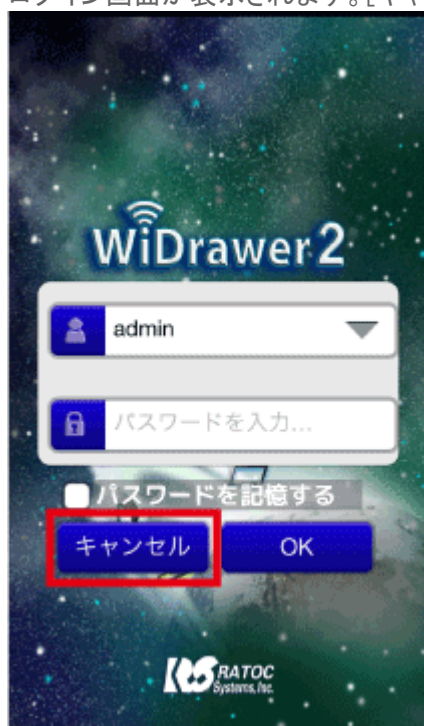 ログイン画面が表示されます。[キャ
WiDrawer2
admin
パスワードを入力...
パスワードを記憶する
キャンセル
OK
RATOC
Systems, Inc.